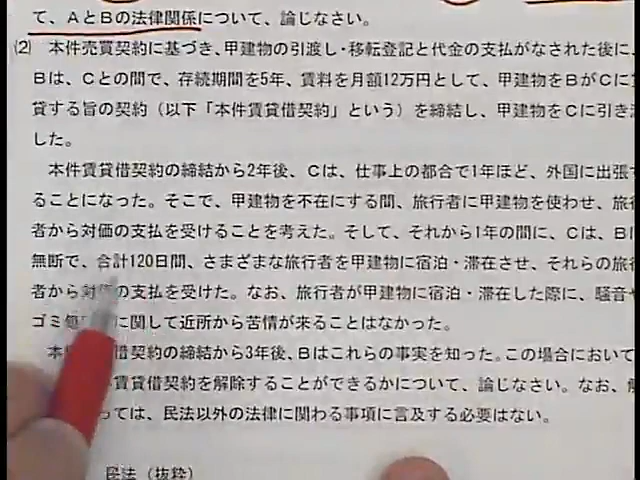 て、AとBの法律関係について、論じなさい。
⑵　本件売買契約に基づき、甲建物の引渡し・移転登記と代金の支払がなされた後に、
Bは、Cとの間で、存続期間を5年、賃料を月額12万円として、甲建物をBがCに
貸する旨の契約（以下「本件賃貸借契約」という）を締結し、甲建物をCに引き
した。
本件賃貸借契約の締結から2年後、Cは、仕事上の都合で1年ほど、外国に出張
ることになった。そこで、甲建物を不在にする間、旅行者に甲建物を使わせ、旅
者から対価の支払を受けることを考えた。そして、それから1年の間に、Cは、B
無断で、合計120日間、さまざまな旅行者を甲建物に宿泊・滞在させ、それらの旅
者から対価の支払を受けた。なお、旅行者が甲建物に宿泊・滞在した際に、騒音
ゴミ に関して近所から苦情が来ることはなかった。
本 借契約の締結から3年後、Bはこれらの事実を知った。この場合において
賃貸借契約を解除することができるかについて、論じなさい。なお、
っては、民法以外の法律に関わる事項に言及する必要はない。
民法（抜粋）